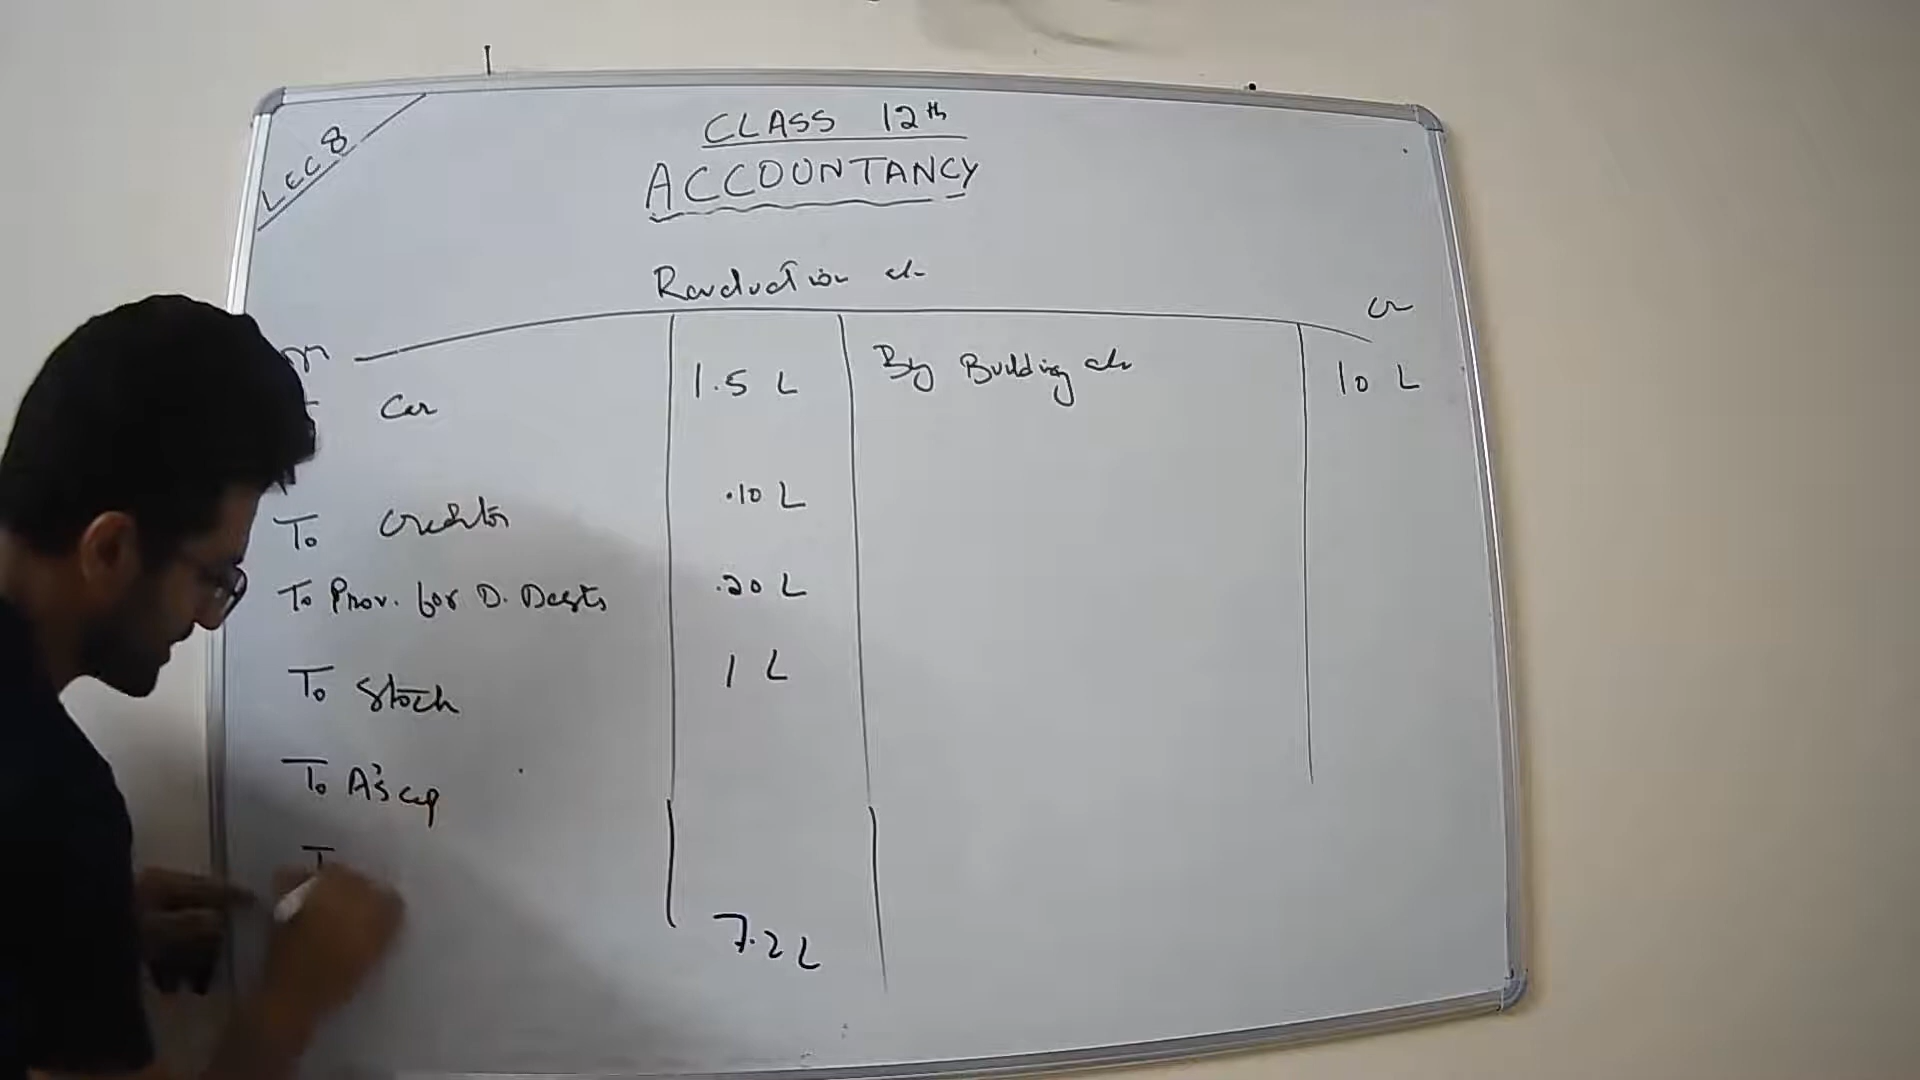 LEC 8
CLASS 12th
ACCOUNTANCY
Revaluation a/c
Cr
Car 1.5 L By Building a/c 10 L
To Creditors .10 L
To Prov. for D. Debts .20 L
To Stock 1 L
To A's cap
To
7.2 L